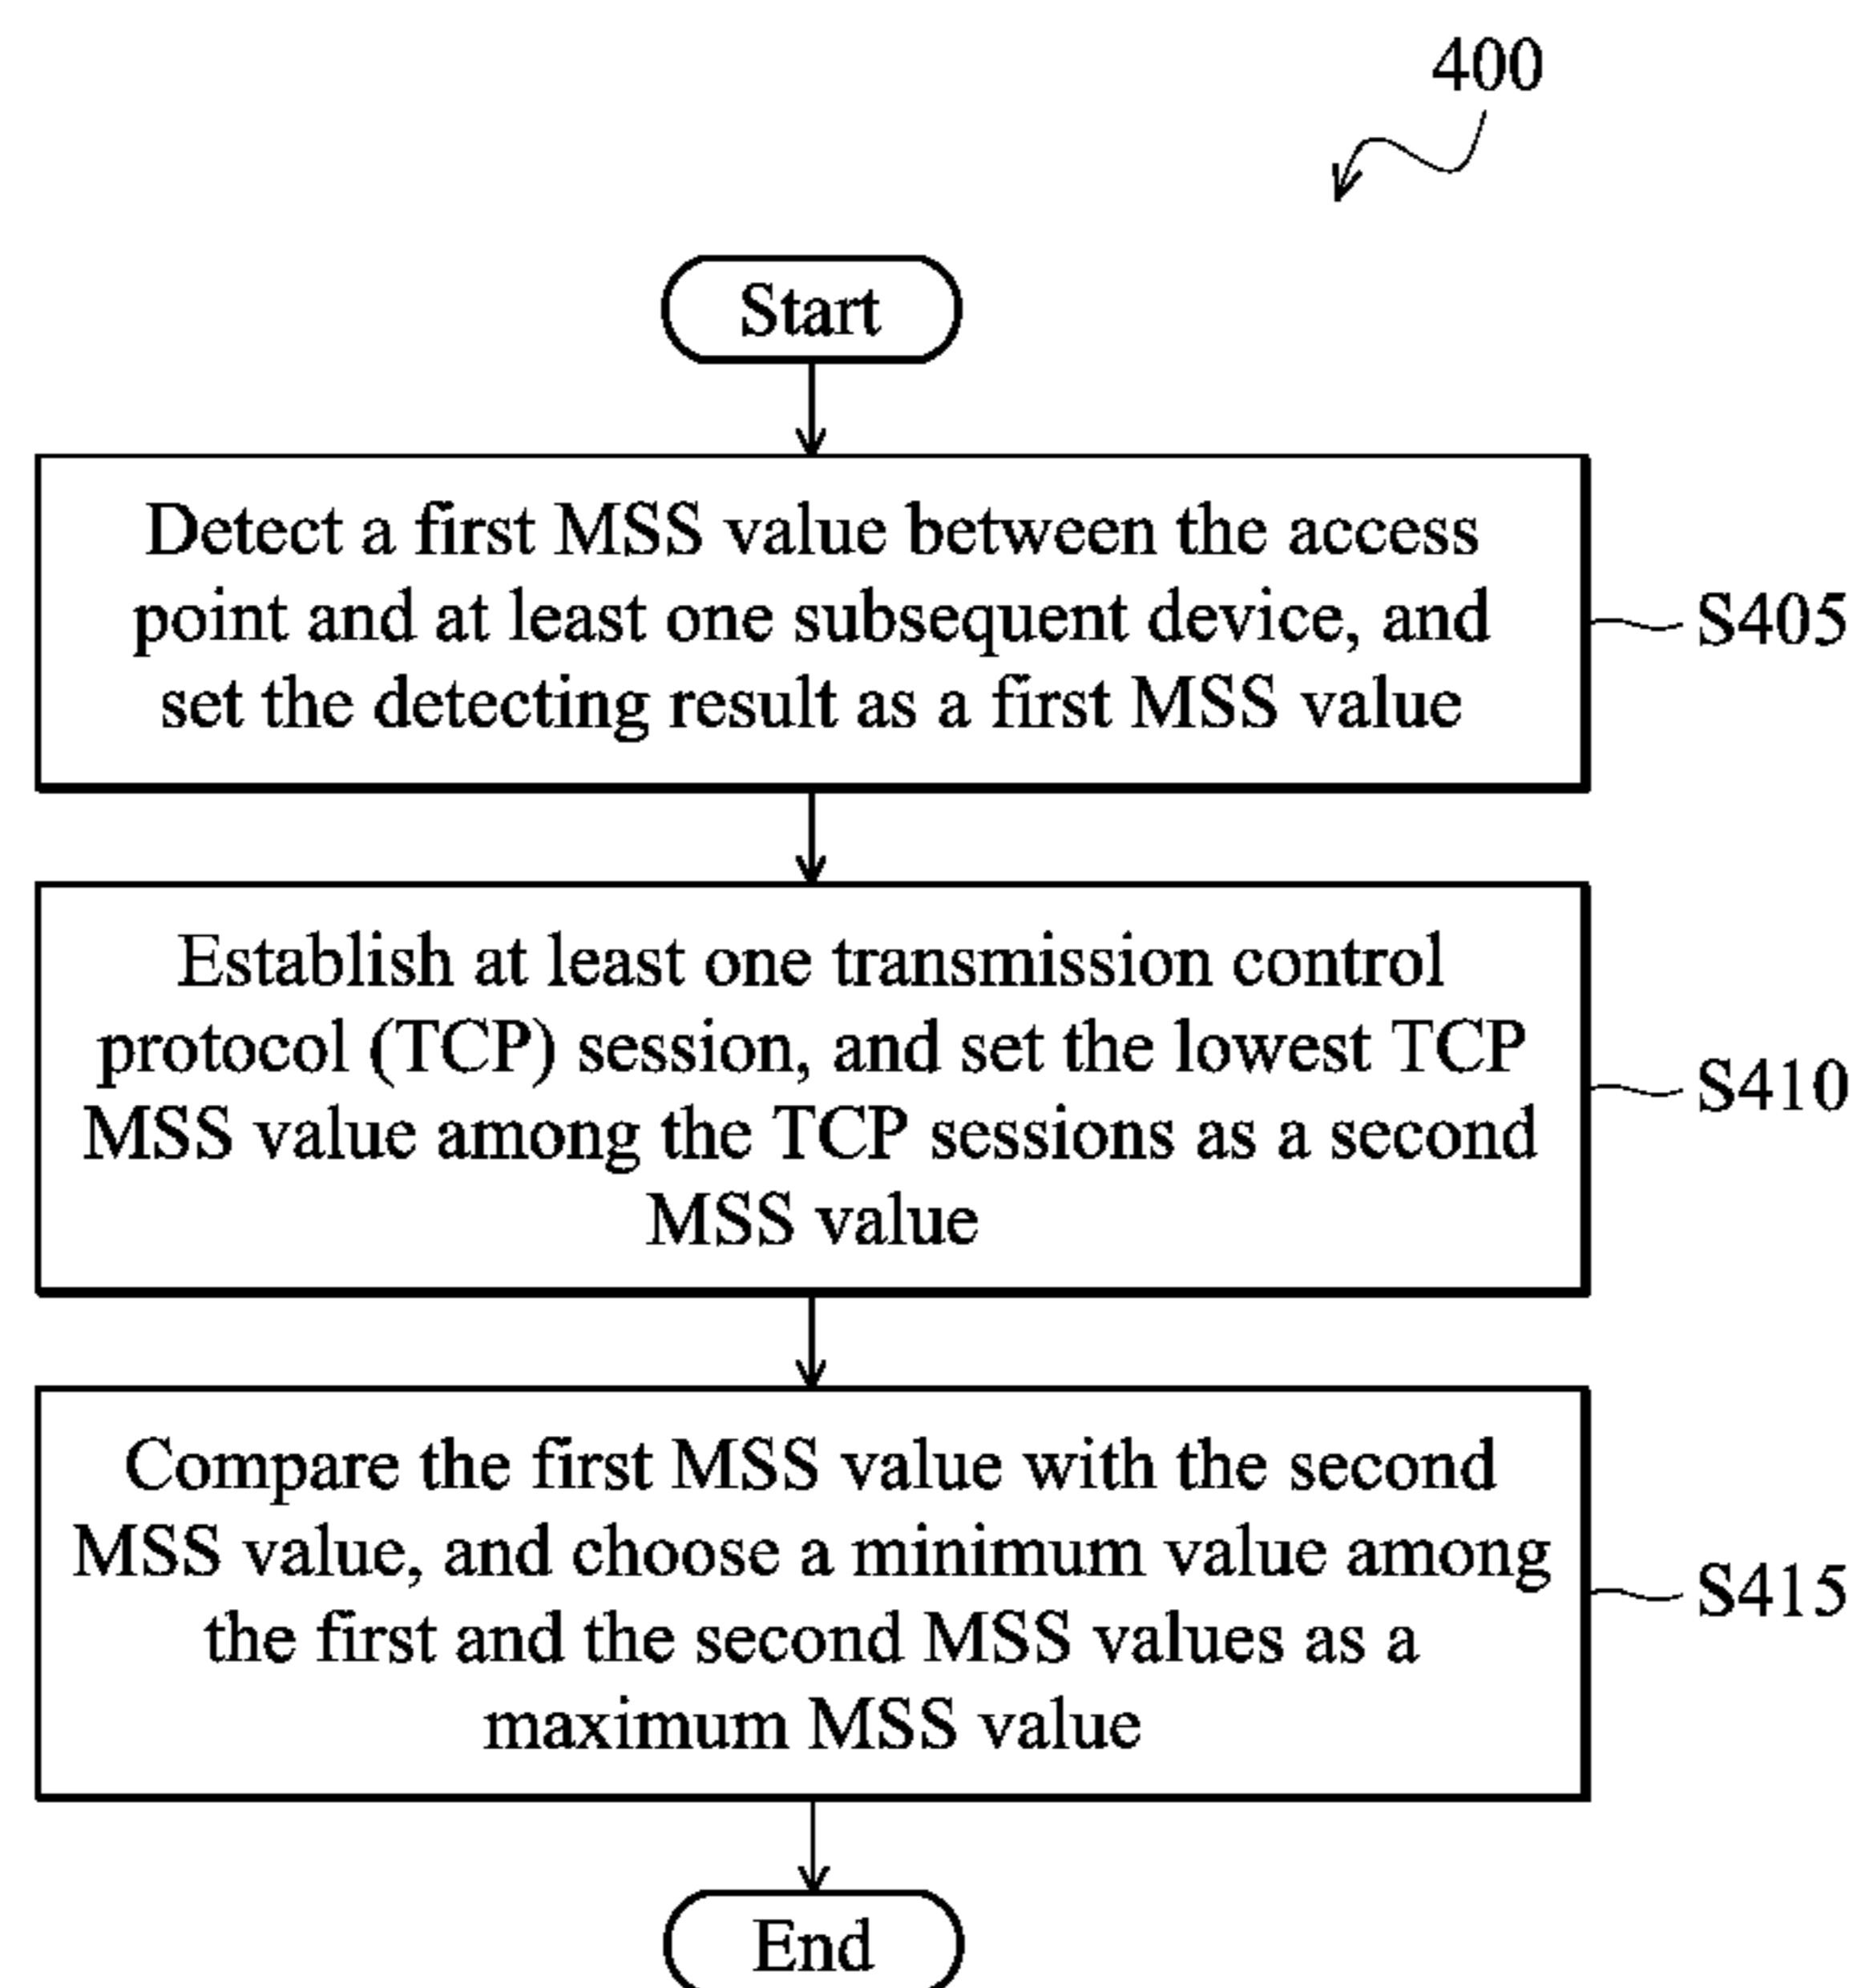 400
Start
Detect a first MSS value between the access
point and at least one subsequent device, and
set the detecting result as a first MSS value
S405
Establish at least one transmission control
protocol (TCP) session, and set the lowest TCP
MSS value among the TCP sessions as a second
MSS value
S410
Compare the first MSS value with the second
MSS value, and choose a minimum value among
the first and the second MSS values as a
maximum MSS value
S415
End